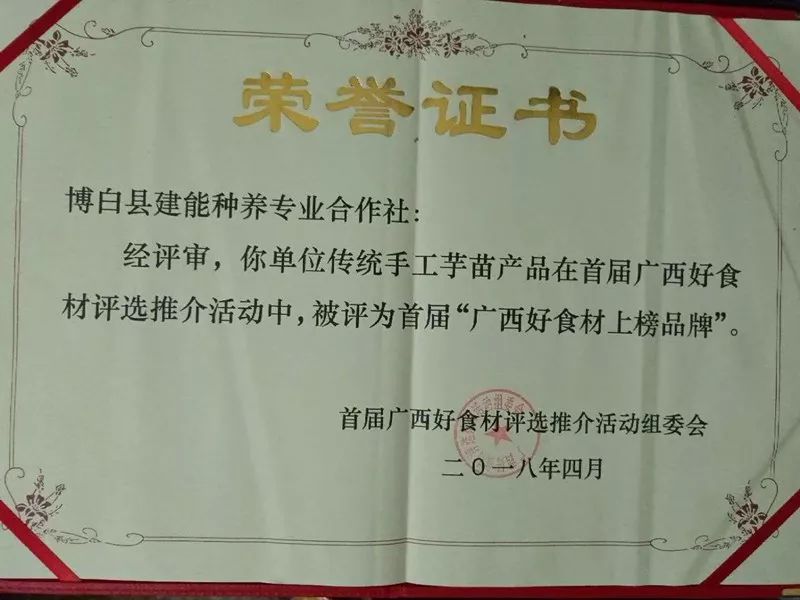 荣誉证书
博白县建能种养专业合作社:
经评审，你单位传统手工芋苗产品在首届广西好食
材评选推介活动中，被评为首届“广西好食材上榜品牌”。
首届广西好食材评选推介活动组委会
二0一八年四月